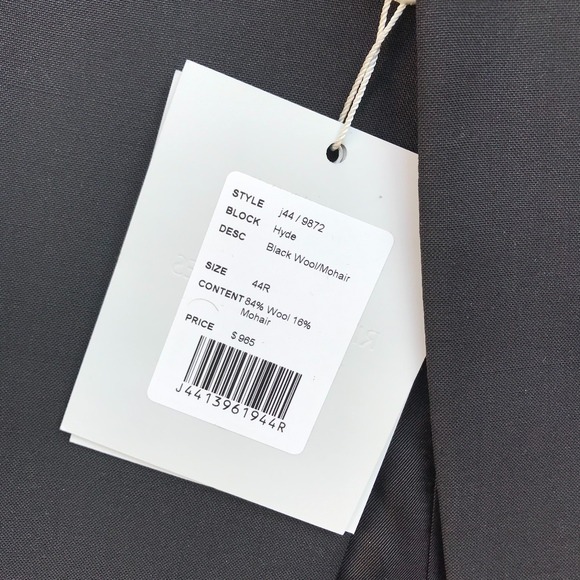 STYLE j44 / 9872
BLOCK Hyde
DESC Black Wool/Mohair
SIZE 44R
CONTENT 84% Wool 16%
Mohair
PRICE $ 965
J4413961944R